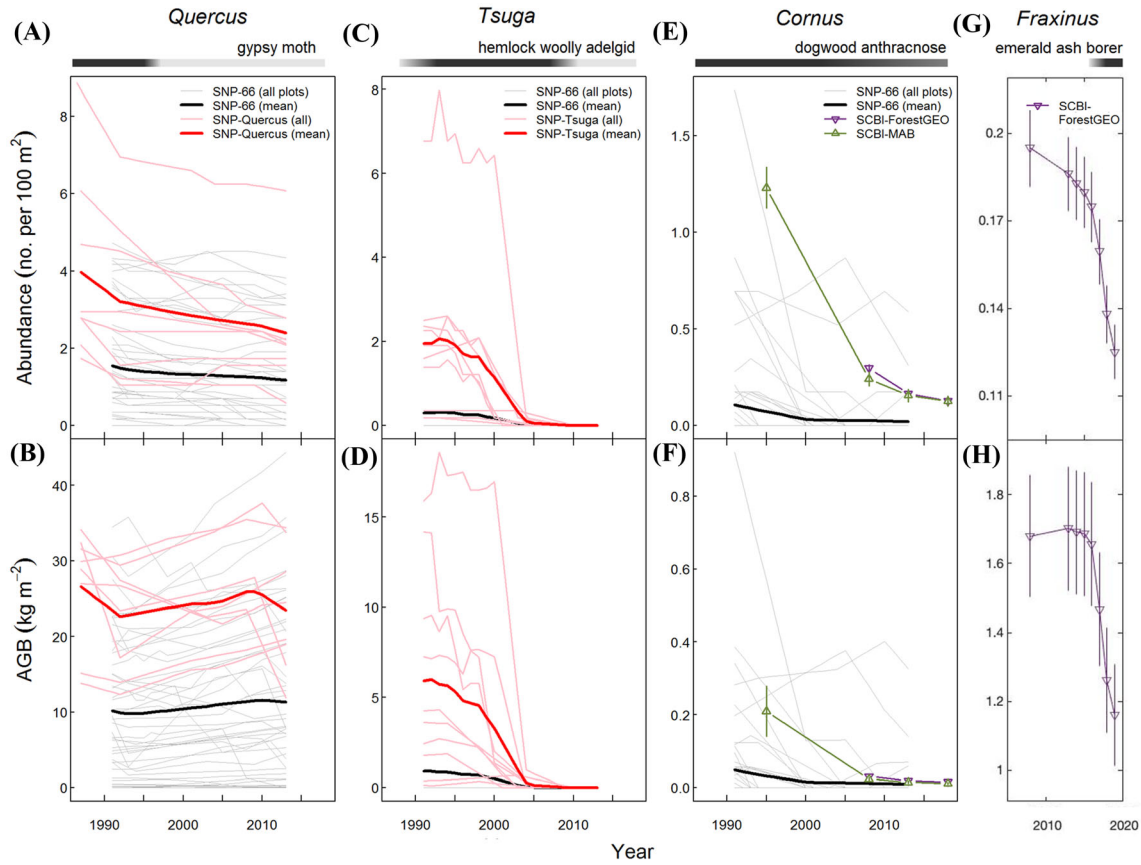 Quercus
Tsuga
Cornus
Fraxinus
(A)
(C)
(E)
(G)
gypsy moth
hemlock woolly adelgid
dogwood anthracnose
emerald ash borer
SNP-66 (all plots)
SNP-66 (mean)
SNP-Quercus (all)
SNP-Quercus (mean)
SNP-66 (all plots)
SNP-66 (mean)
SNP-Tsuga (all)
SNP-Tsuga (mean)
SNP-66 (all plots)
SNP-66 (mean)
SCBI-ForestGEO
SCBI-MAB
SCBI-
ForestGEO
Abundance (no. per 100 m²)
8
6
4
2
0
8
6
4
2
0
1.5
1.0
0.5
0.0
0.2
0.17
0.14
0.11
(B)
(D)
(F)
(H)
AGB (kg m⁻²)
40
30
20
10
0
15
10
5
0
0.8
0.6
0.4
0.2
0.0
1.8
1.6
1.4
1.2
1
1990
2000
2010
1990
2000
2010
1990
2000
2010
2010
2020
Year